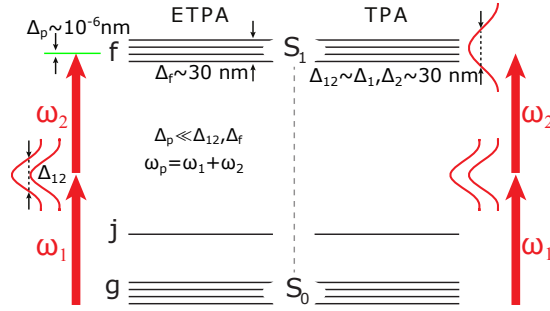 Δp~10⁻⁶nm
ETPA
TPA
f
S₁
Δf~30 nm
Δ₁₂~Δ₁,Δ₂~30 nm
ω₂
ω₂
Δp≪Δ₁₂,Δf
ωp=ω₁+ω₂
Δ₁₂
ω₁
j
ω₁
g
S₀